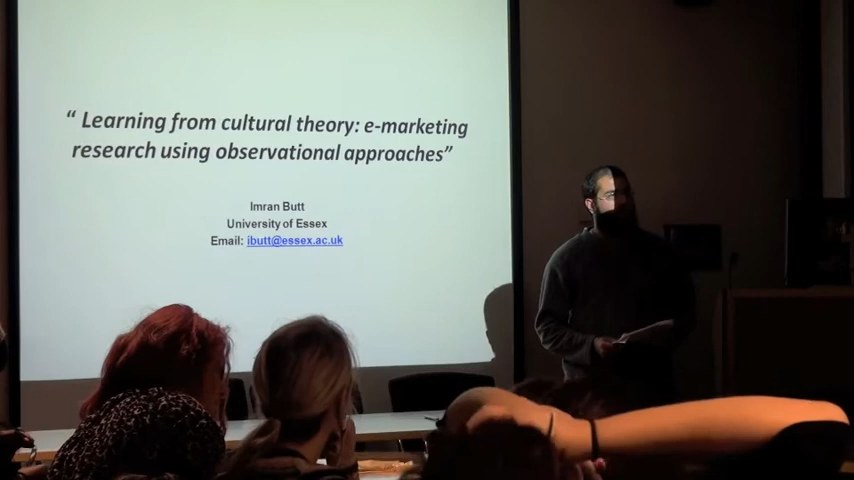 “ Learning from cultural theory: e-marketing
research using observational approaches”
Imran Butt
University of Essex
Email: ibutt@essex.ac.uk